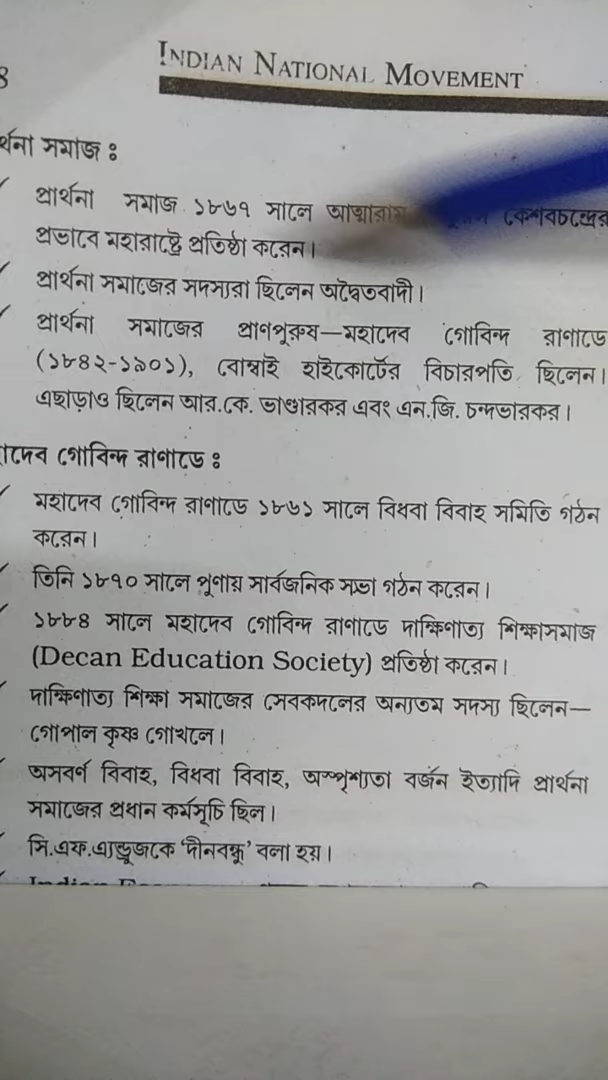 INDIAN NATIONAL MOVEMENT
র্থনা সমাজ ঃ
প্রার্থনা সমাজ ১৮৬৭ সালে আত্মারাম কেশবচন্দ্রের
প্রভাবে মহারাষ্ট্রে প্রতিষ্ঠা করেন।
প্রার্থনা সমাজের সদস্যরা ছিলেন অদ্বৈতবাদী।
প্রার্থনা সমাজের প্রাণপুরুষ—মহাদেব গোবিন্দ রাণাডে
(১৮৪২-১৯০১), বোম্বাই হাইকোর্টের বিচারপতি ছিলেন।
এছাড়াও ছিলেন আর.কে. ভাণ্ডারকর এবং এন.জি. চন্দভারকর।
াদেব গোবিন্দ রাণাডে ঃ
মহাদেব গোবিন্দ রাণাডে ১৮৬১ সালে বিধবা বিবাহ সমিতি গঠন
করেন।
তিনি ১৮৭০ সালে পুণায় সার্বজনিক সভা গঠন করেন।
১৮৮৪ সালে মহাদেব গোবিন্দ রাণাডে দাক্ষিণাত্য শিক্ষাসমাজ
(Decan Education Society) প্রতিষ্ঠা করেন।
দাক্ষিণাত্য শিক্ষা সমাজের সেবকদলের অন্যতম সদস্য ছিলেন—
গোপাল কৃষ্ণ গোখলে।
অসবর্ণ বিবাহ, বিধবা বিবাহ, অস্পৃশ্যতা বর্জন ইত্যাদি প্রার্থনা
সমাজের প্রধান কর্মসূচি ছিল।
সি.এফ.এ্যন্ড্রুজকে ‘দীনবন্ধু’ বলা হয়।